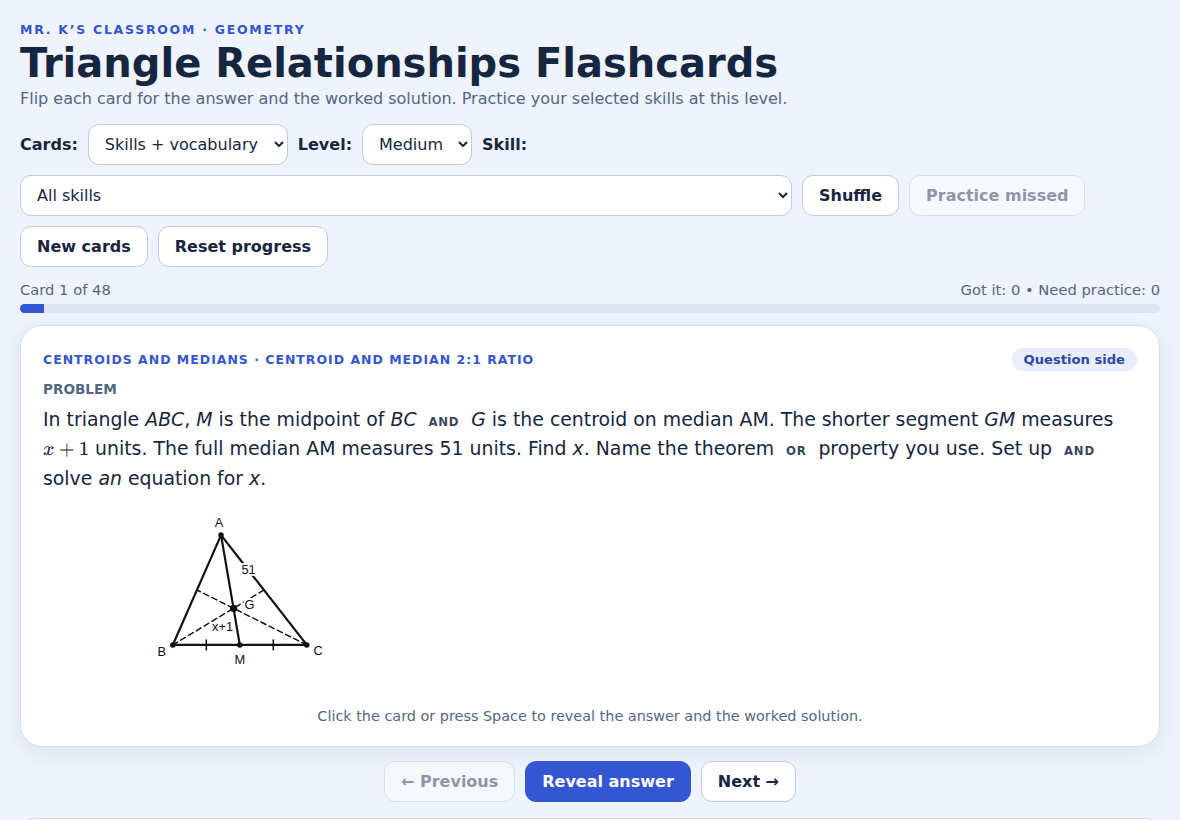 MR. K’S CLASSROOM · GEOMETRY
Triangle Relationships Flashcards
Flip each card for the answer and the worked solution. Practice your selected skills at this level.
Cards: Skills + vocabulary Level: Medium Skill:
All skills Shuffle Practice missed
New cards Reset progress
Card 1 of 48 Got it: 0 • Need practice: 0
CENTROIDS AND MEDIANS · CENTROID AND MEDIAN 2:1 RATIO Question side
PROBLEM
In triangle ABC, M is the midpoint of BC AND G is the centroid on median AM. The shorter segment GM measures
x + 1 units. The full median AM measures 51 units. Find x. Name the theorem OR property you use. Set up AND
solve an equation for x.
A
51
G
x+1
B
C
M
Click the card or press Space to reveal the answer and the worked solution.
← Previous Reveal answer Next →